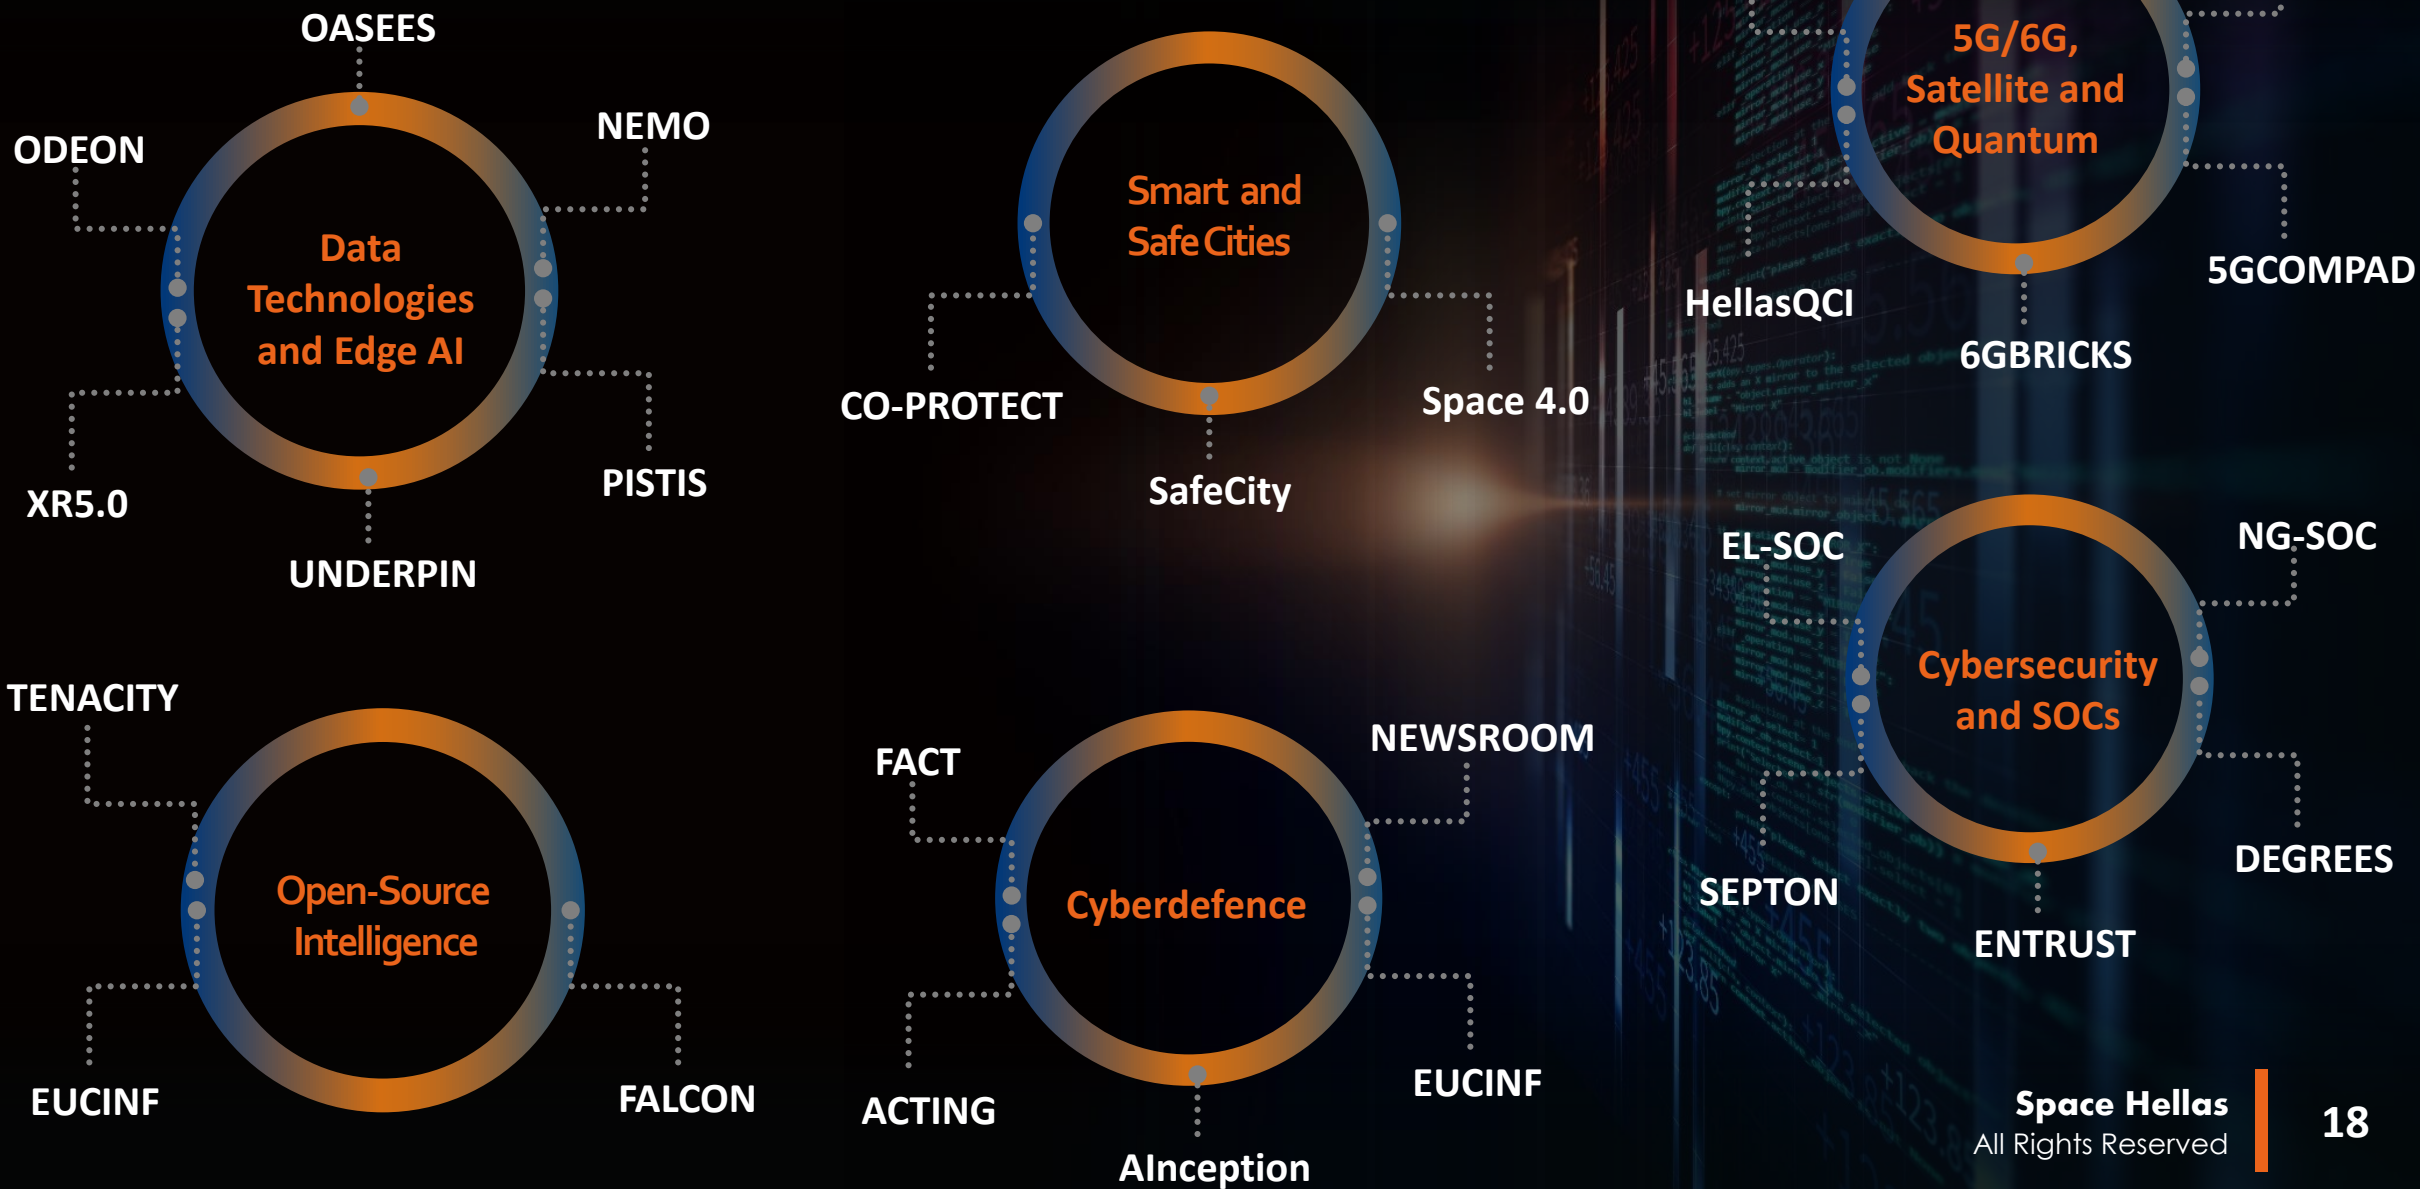 OASEES
ODEON
NEMO
Data
Technologies
and Edge AI
XR5.0
PISTIS
UNDERPIN
Smart and
Safe Cities
CO-PROTECT
Space 4.0
SafeCity
5G/6G,
Satellite and
Quantum
HellasQCI
5GCOMPAD
6GBRICKS
TENACITY
Open-Source
Intelligence
EUCINF
FALCON
FACT
NEWSROOM
Cyberdefence
ACTING
EUCINF
AInception
EL-SOC
NG-SOC
Cybersecurity
and SOCs
SEPTON
DEGREES
ENTRUST
Space Hellas
All Rights Reserved
18